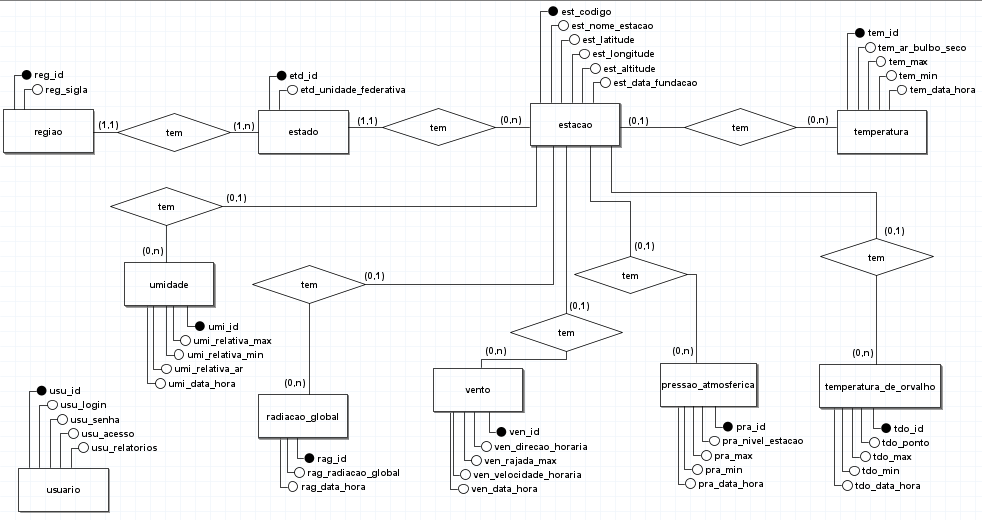 est_codigo
est_nome_estacao
est_latitude
est_longitude
est_altitude
est_data_fundacao
tem_id
tem_ar_bulbo_seco
tem_max
tem_min
tem_data_hora
reg_id
reg_sigla
etd_id
etd_unidade_federativa
regiao
(1,1)
tem
(1,n)
estado
(1,1)
tem
(0,n)
estacao
(0,1)
tem
(0,n)
temperatura
tem
(0,1)
(0,n)
umidade
umi_id
umi_relativa_max
umi_relativa_min
umi_relativa_ar
umi_data_hora
tem
(0,1)
(0,n)
radiacao_global
rag_id
rag_radiacao_global
rag_data_hora
(0,1)
tem
(0,n)
vento
ven_id
ven_direcao_horaria
ven_rajada_max
ven_velocidade_horaria
ven_data_hora
(0,1)
tem
(0,n)
pressao_atmosferica
pra_id
pra_nivel_estacao
pra_max
pra_min
pra_data_hora
(0,1)
tem
(0,n)
temperatura_de_orvalho
tdo_id
tdo_ponto
tdo_max
tdo_min
tdo_data_hora
usu_id
usu_login
usu_senha
usu_acesso
usu_relatorios
usuario